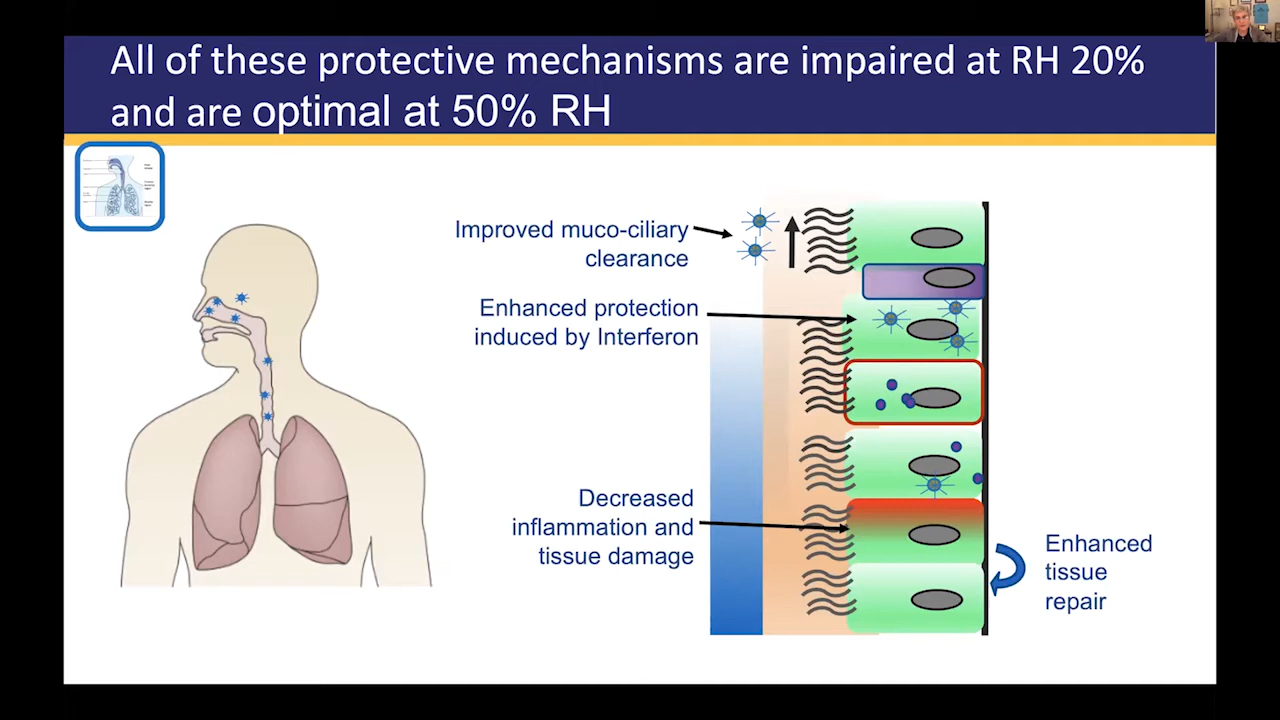 All of these protective mechanisms are impaired at RH 20%
and are optimal at 50% RH
Improved muco-ciliary
clearance
Enhanced protection
induced by Interferon
Decreased
inflammation and
tissue damage
Enhanced
tissue
repair